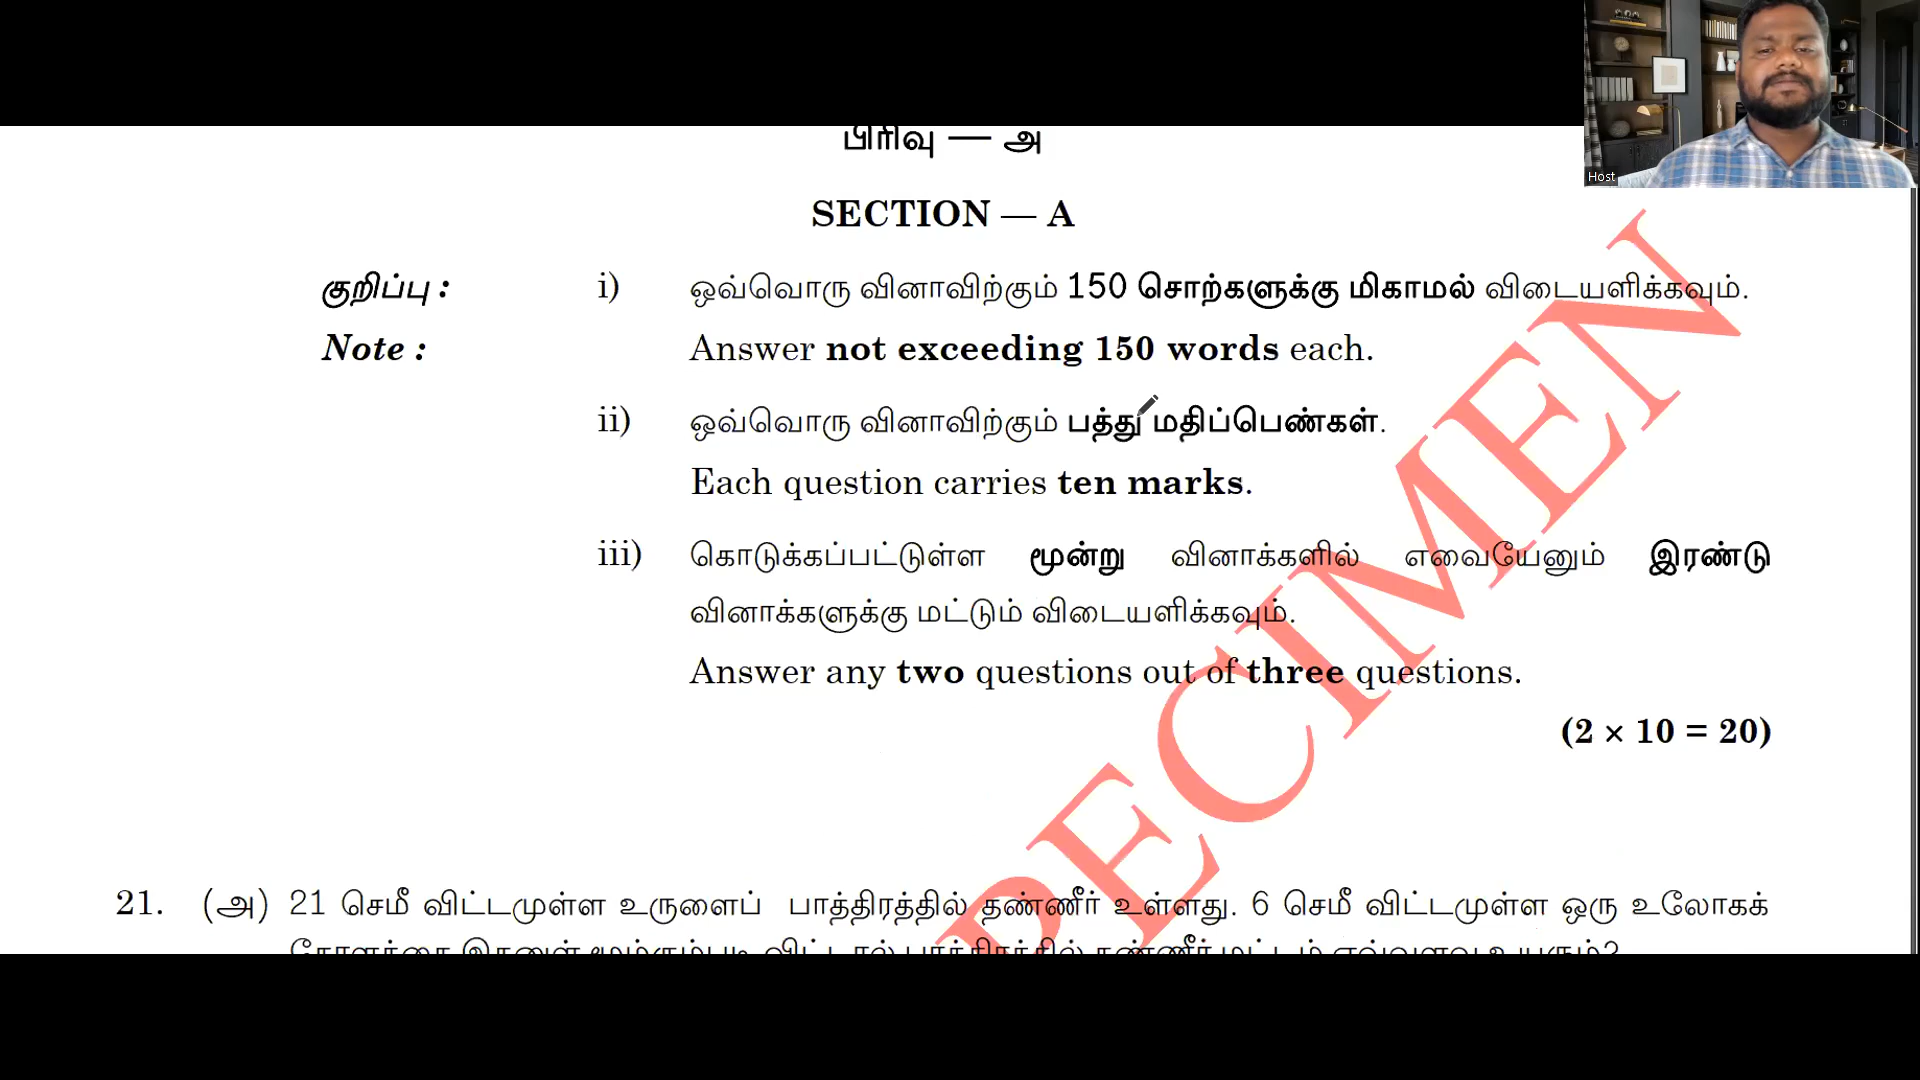 Host
பிரிவு — அ
SECTION — A
குறிப்பு : i) ஒவ்வொரு வினாவிற்கும் 150 சொற்களுக்கு மிகாமல் விடையளிக்கவும்.
Note : Answer not exceeding 150 words each.
ii) ஒவ்வொரு வினாவிற்கும் பத்து மதிப்பெண்கள்.
Each question carries ten marks.
iii) கொடுக்கப்பட்டுள்ள மூன்று வினாக்களில் எவையேனும் இரண்டு
வினாக்களுக்கு மட்டும் விடையளிக்கவும்.
Answer any two questions out of three questions.
(2 × 10 = 20)
21. (அ) 21 செமீ விட்டமுள்ள உருளைப் பாத்திரத்தில் தண்ணீர் உள்ளது. 6 செமீ விட்டமுள்ள ஒரு உலோகக்
PECIMEN